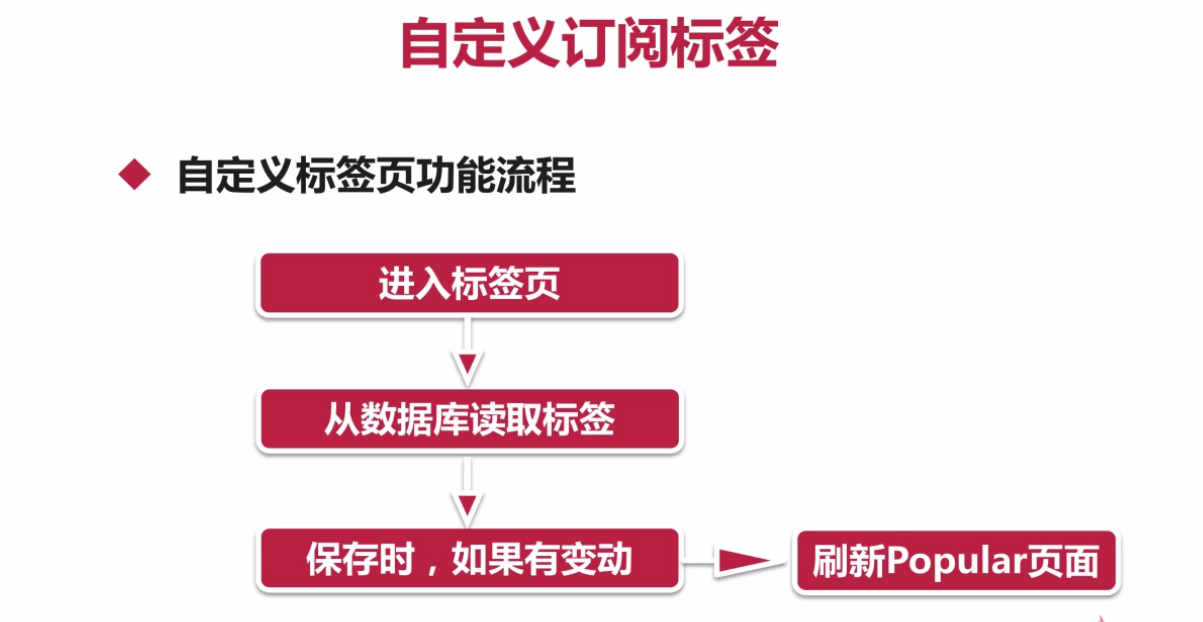 自定义订阅标签
自定义标签页功能流程
进入标签页
从数据库读取标签
保存时，如果有变动
刷新Popular页面